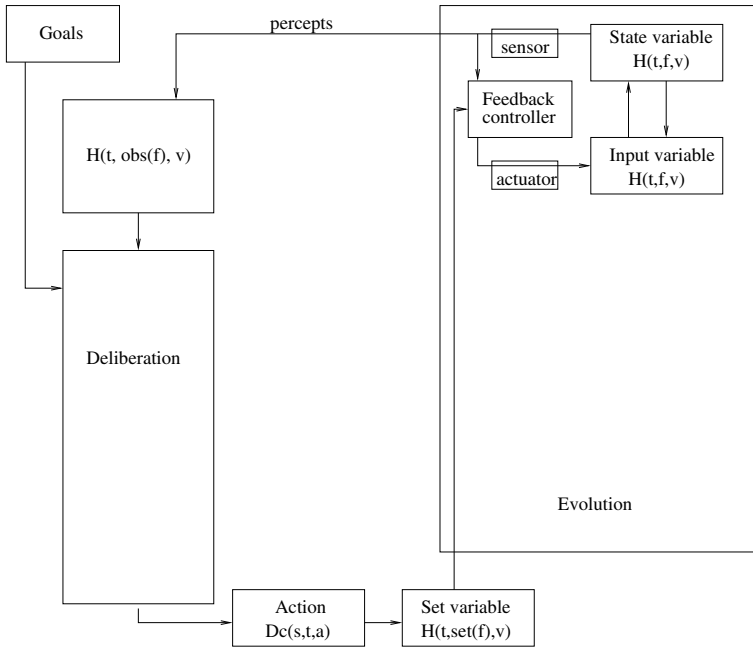 Goals
percepts
sensor
State variable
H(t,f,v)
Feedback
controller
H(t, obs(f), v)
Input variable
H(t,f,v)
actuator
Deliberation
Evolution
Action
Dc(s,t,a)
Set variable
H(t,set(f),v)